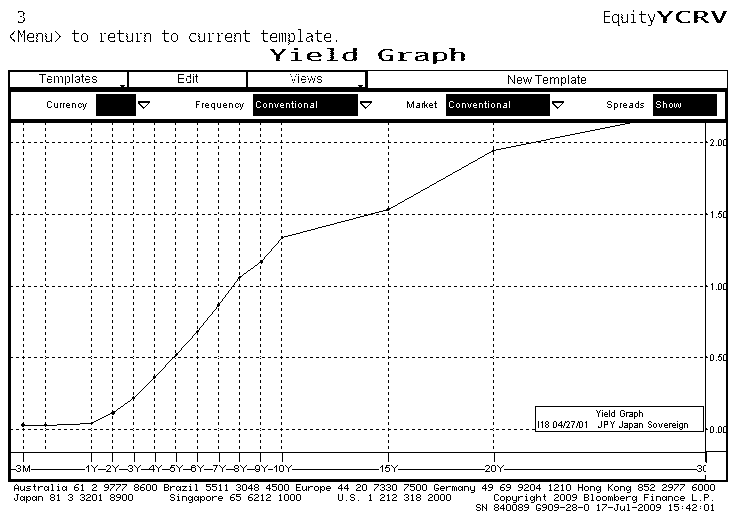 3 EquityYCRV
<Menu> to return to current template.
Yield Graph
Templates Edit Views New Template
Currency Frequency Conventional Market Conventional Spreads Show
2.00
1.50
1.00
0.50
Yield Graph
I18 04/27/01 JPY Japan Sovereign
0.00
3M 1Y 2Y 3Y 4Y 5Y 6Y 7Y 8Y 9Y 10Y 15Y 20Y 30
Australia 61 2 9777 8600 Brazil 5511 3048 4500 Europe 44 20 7330 7500 Germany 49 69 9204 1210 Hong Kong 852 2977 6000
Japan 81 3 3201 8900 Singapore 65 6212 1000 U.S. 1 212 318 2000 Copyright 2009 Bloomberg Finance L.P.
SN 840089 G909-28-0 17-Jul-2009 15:42:01